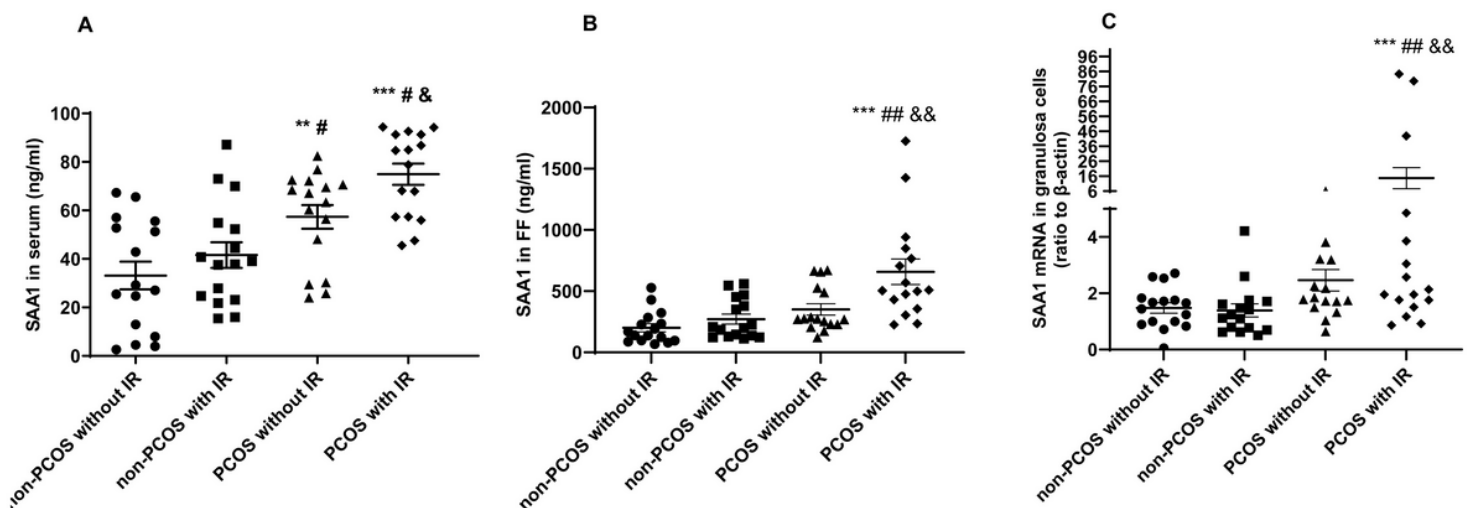 A
SAA1 in serum (ng/ml)
100
80
60
40
20
0
** #
*** # &
non-PCOS without IR
non-PCOS with IR
PCOS without IR
PCOS with IR
B
SAA1 in FF (ng/ml)
2000
1500
1000
500
0
*** ## &&
non-PCOS without IR
non-PCOS with IR
PCOS without IR
PCOS with IR
C
SAA1 mRNA in granulosa cells
(ratio to β-actin)
96
86
76
66
56
46
36
26
16
6
4
2
0
*** ## &&
non-PCOS without IR
non-PCOS with IR
PCOS without IR
PCOS with IR